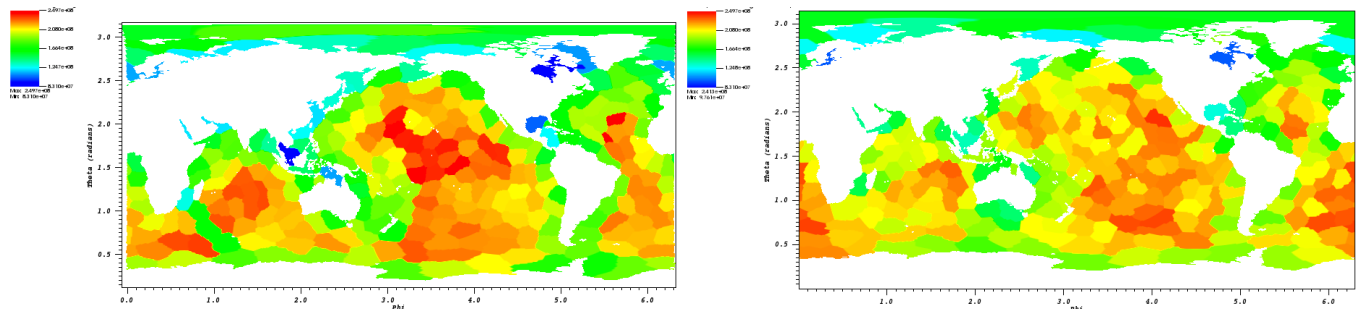 2.497e+08
2.080e+08
1.664e+08
1.247e+08
8.310e+07
Max: 2.497e+08
Min: 8.310e+07
3.0
2.5
2.0
1.5
1.0
0.5
Theta (radians)
0.0 1.0 2.0 3.0 4.0 5.0 6.0
Phi
2.497e+08
2.080e+08
1.664e+08
1.248e+08
8.310e+07
Max: 2.413e+08
Min: 9.761e+07
3.0
2.5
2.0
1.5
1.0
0.5
Theta (radians)
1.0 2.0 3.0 4.0 5.0 6.0
Phi